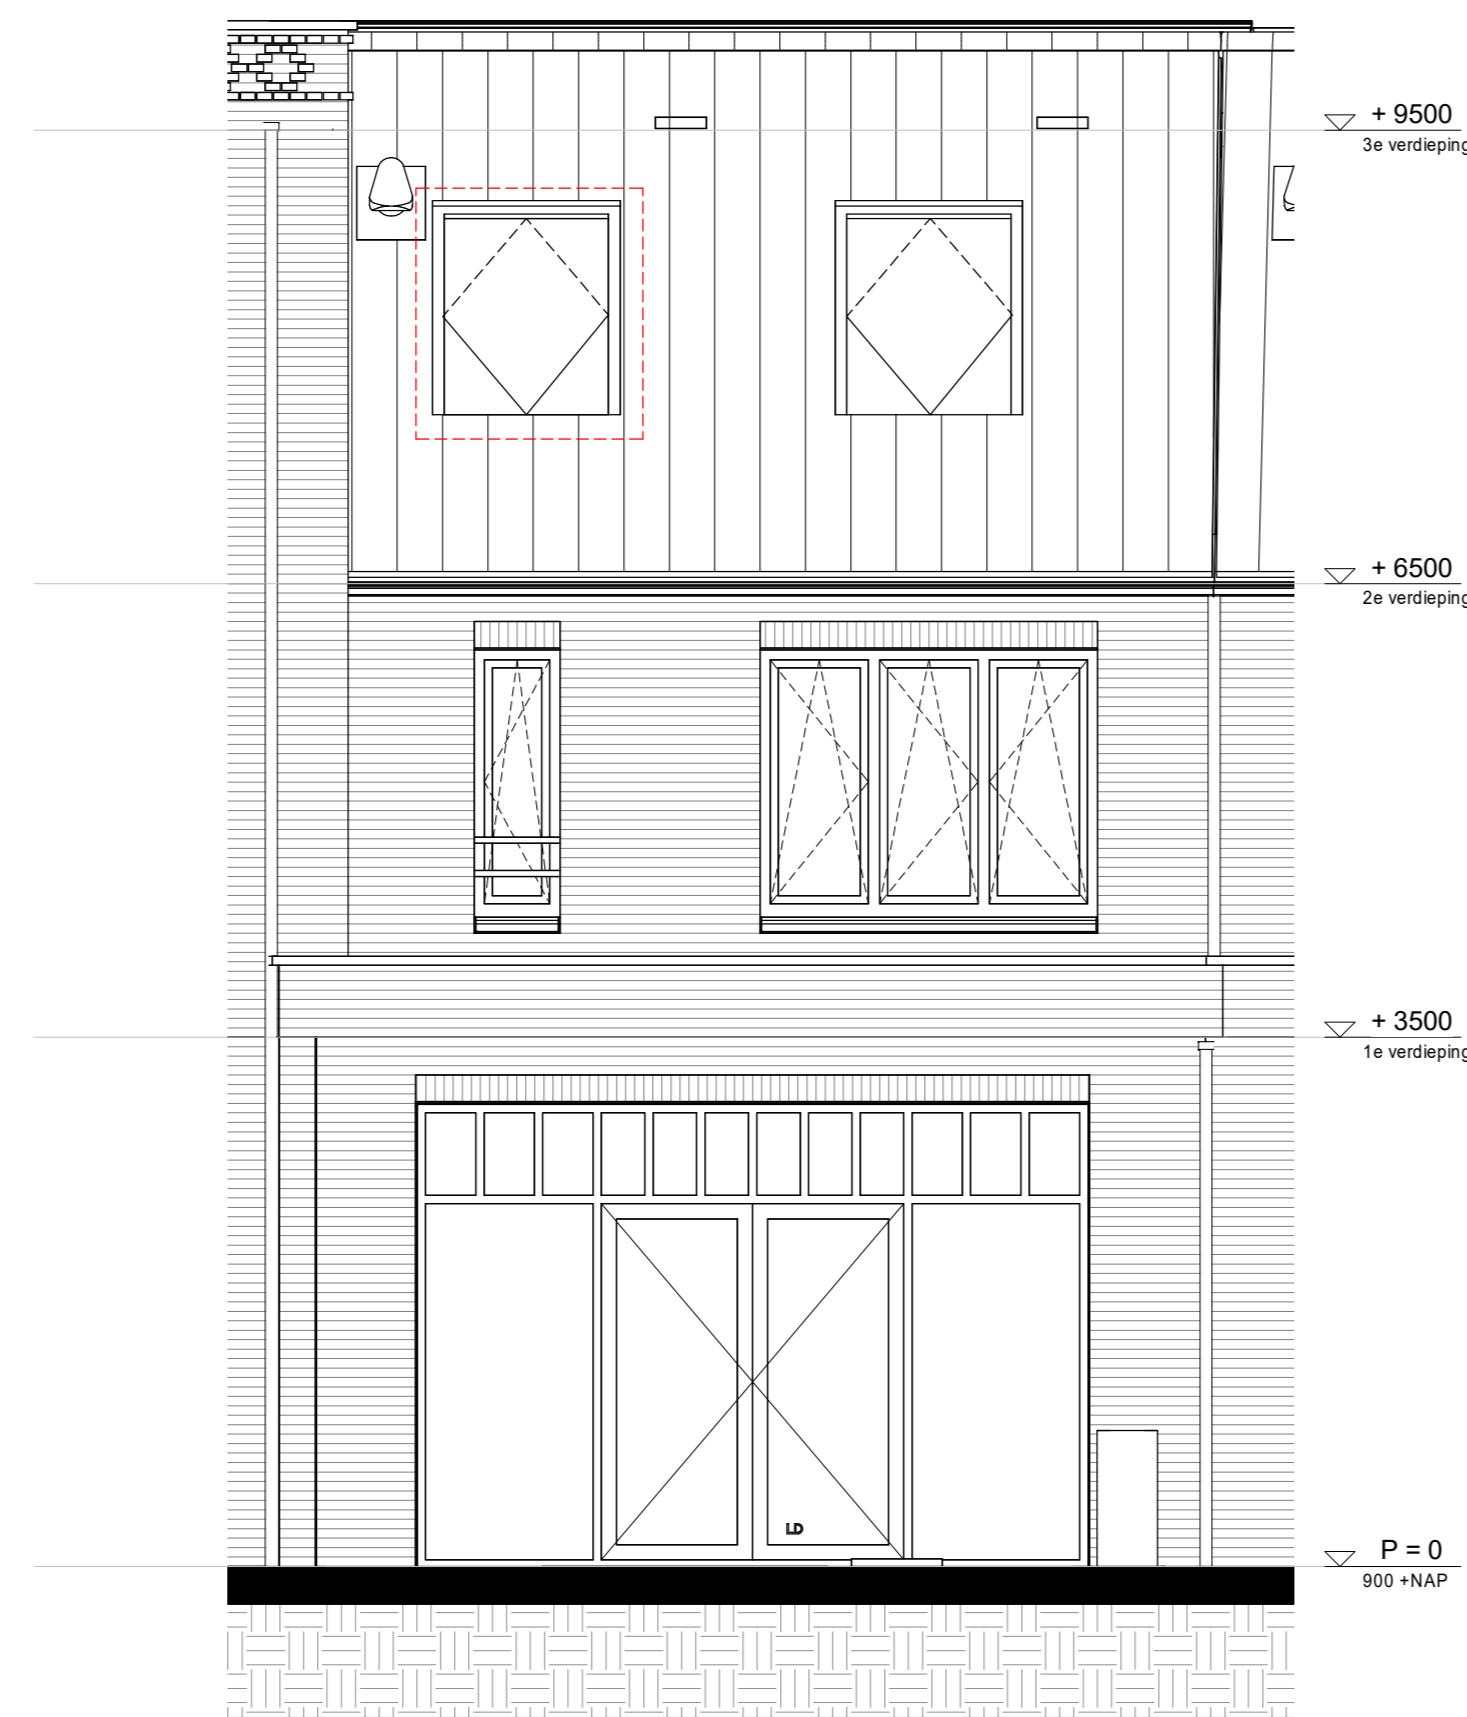 + 9500
3e verdieping
+ 6500
2e verdieping
+ 3500
1e verdieping
LD
P = 0
900 +NAP